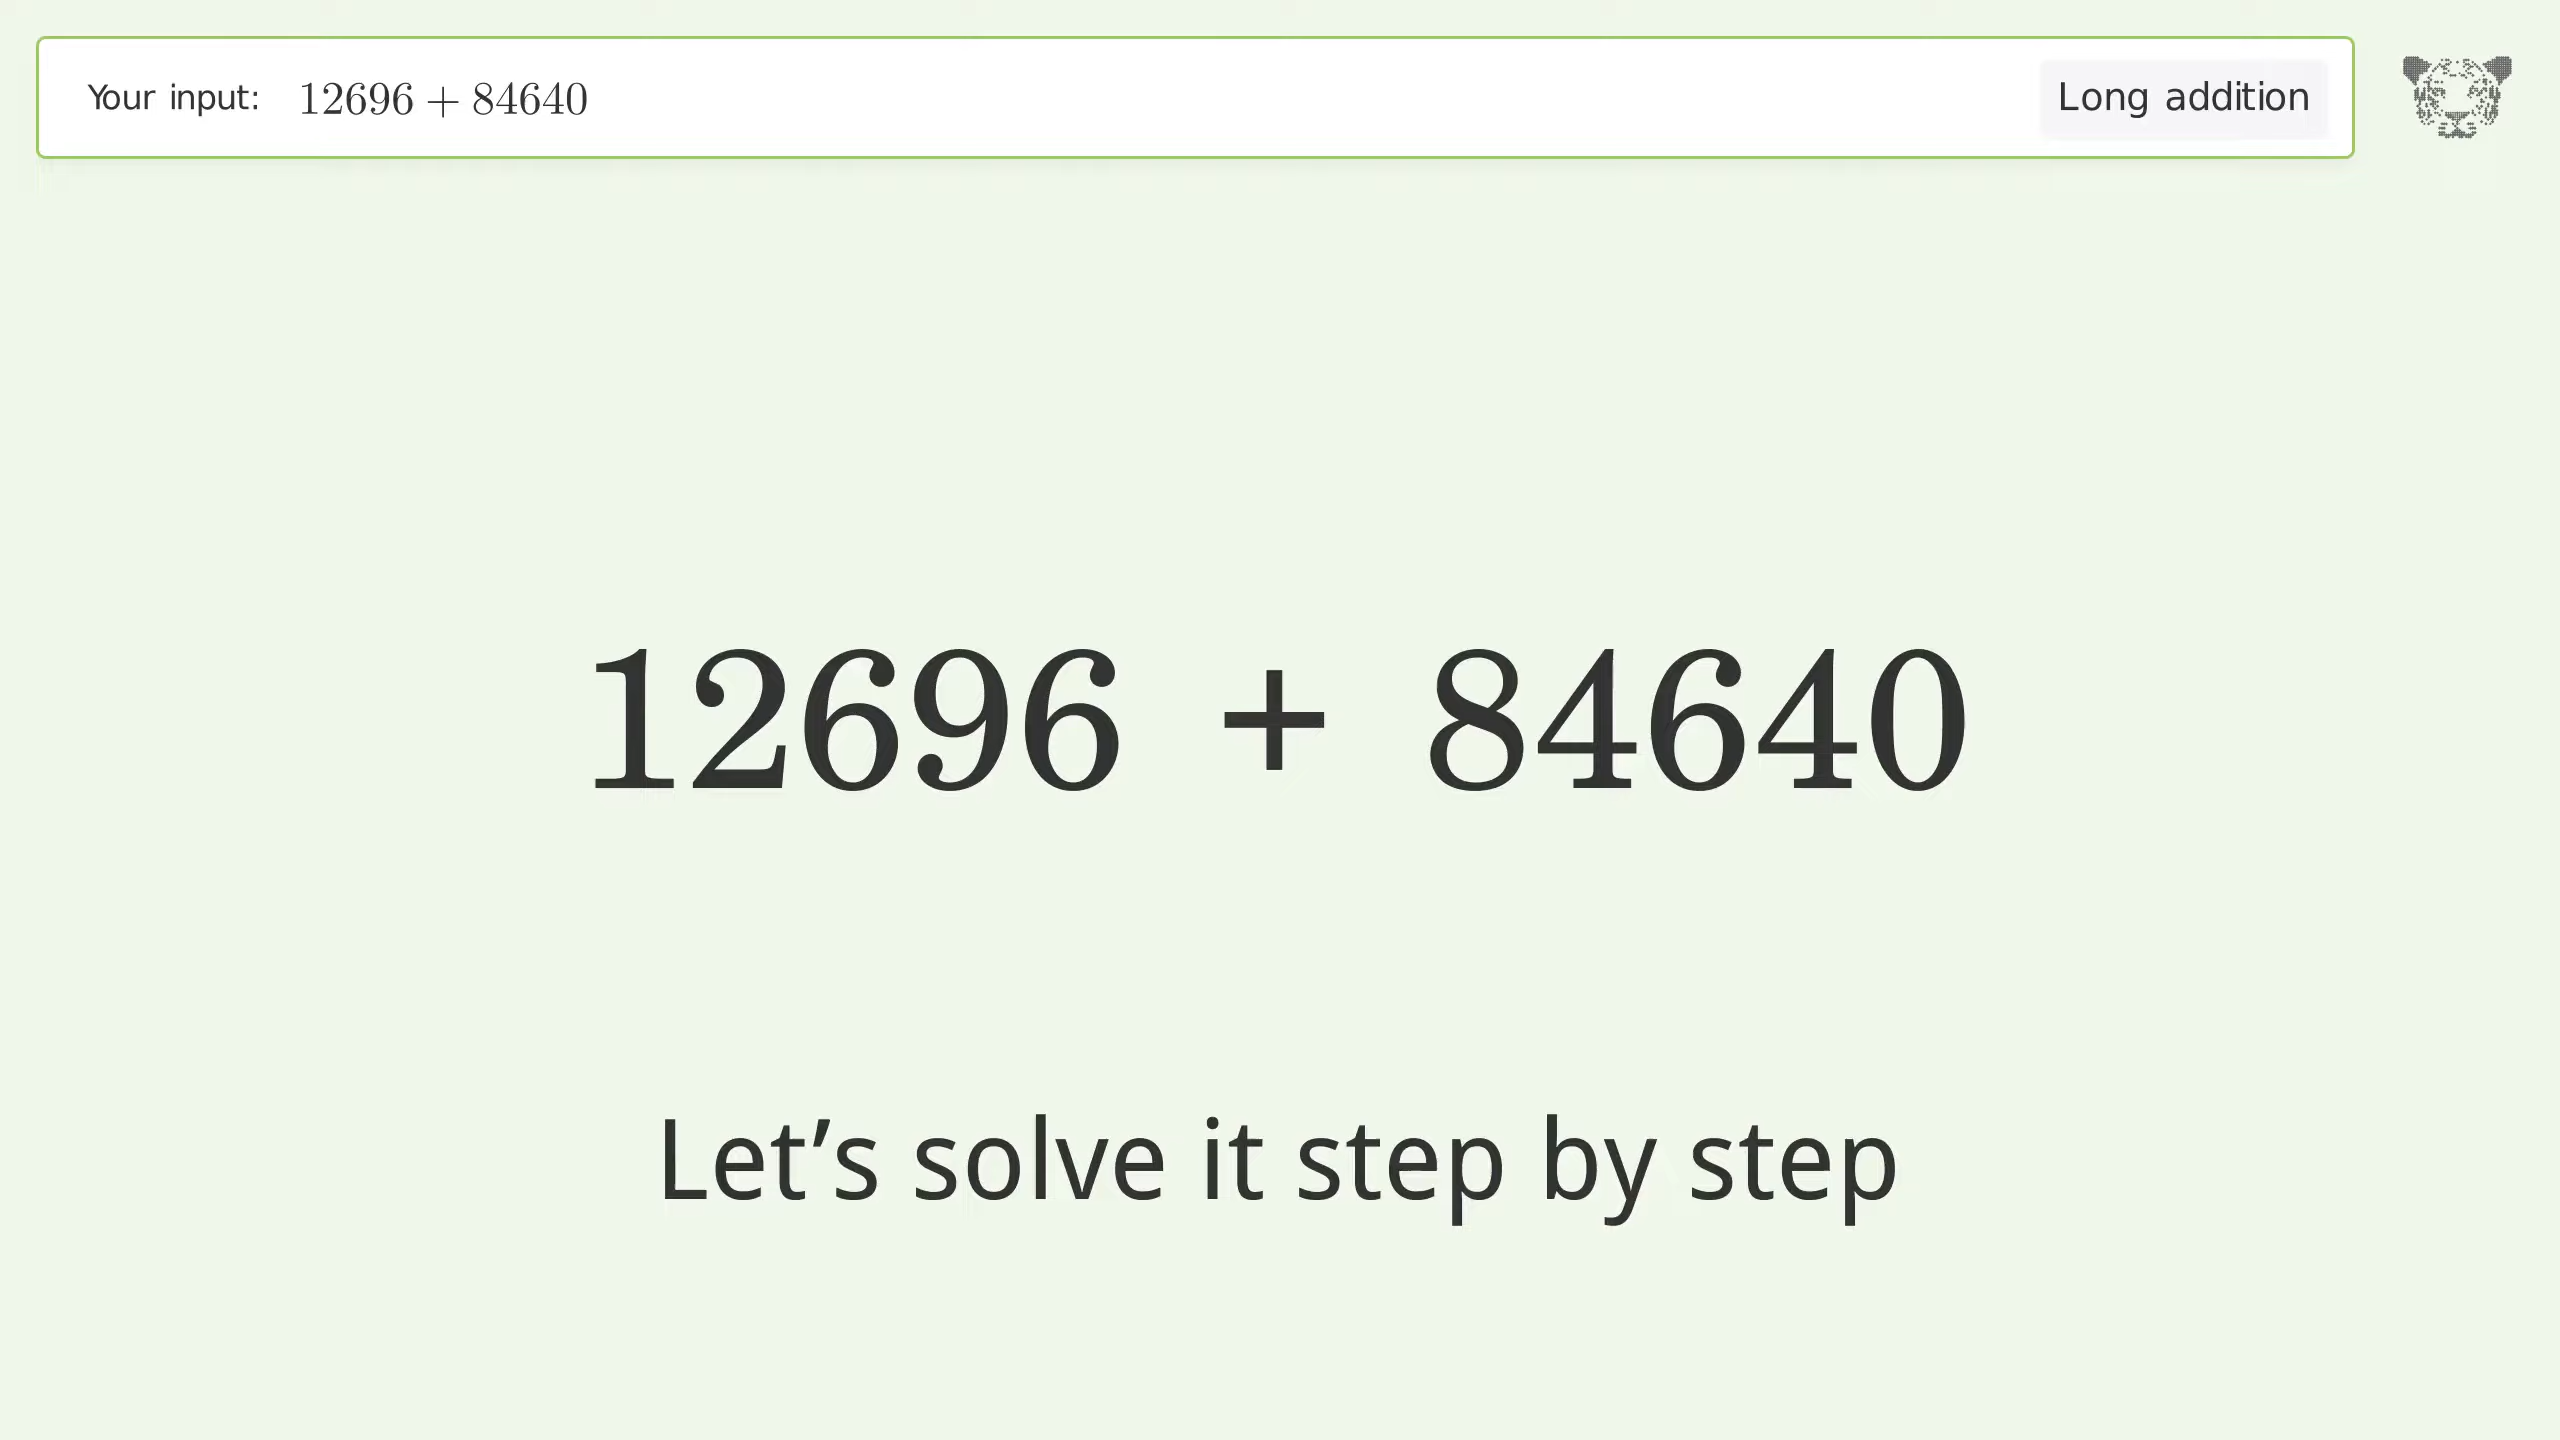 Your input: 12696 + 84640 Long addition
12696 + 84640
Let’s solve it step by step